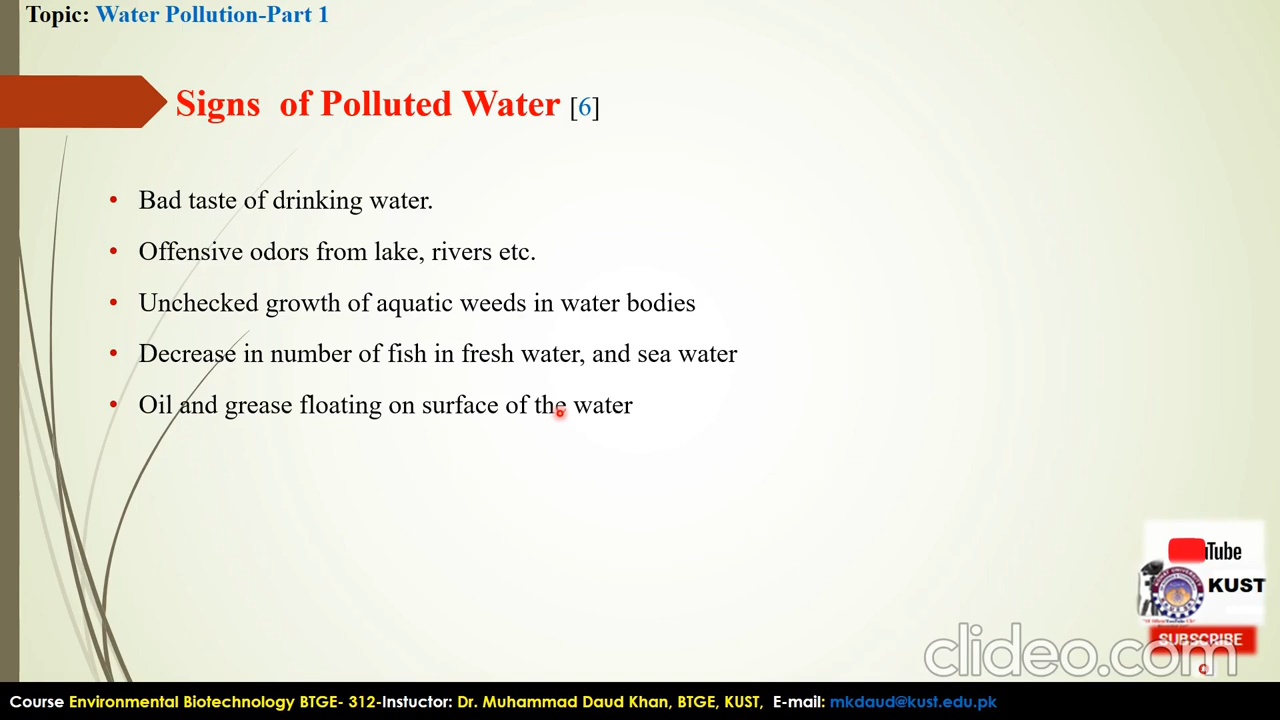 Topic: Water Pollution-Part 1
Signs of Polluted Water [6]
• Bad taste of drinking water.
• Offensive odors from lake, rivers etc.
• Unchecked growth of aquatic weeds in water bodies
• Decrease in number of fish in fresh water, and sea water
• Oil and grease floating on surface of the water
Tube
KUST
SUBSCRIBE
clideo.com
Course Environmental Biotechnology BTGE- 312-Instuctor: Dr. Muhammad Daud Khan, BTGE, KUST, E-mail: mkdaud@kust.edu.pk